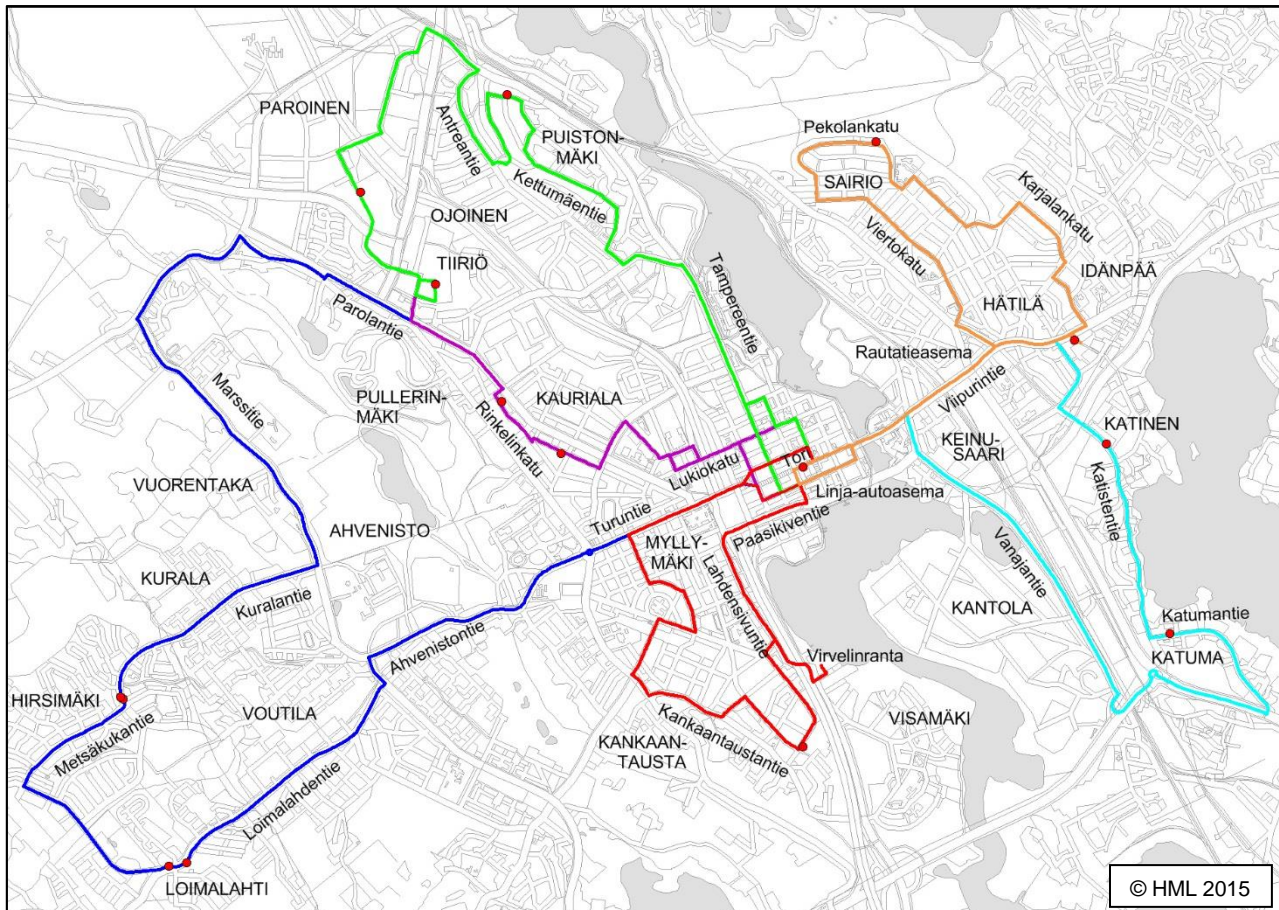 PAROINEN
Antreantie
PUISTON-
MÄKI
Kettumäentie
Pekolankatu
SAIRIO
Viertokatu
Karjalankatu
OJOINEN
TIIRIÖ
IDÄNPÄÄ
HÄTILÄ
Tampereentie
Parolantie
Rautatieasema
Viipurintie
Marssitie
PULLERIN-
MÄKI
KAURIALA
Rinkelinkatu
KEINU-
SAARI
KATINEN
Katistentie
Lukiokatu
Tori
Linja-autoasema
VUORENTAKA
AHVENISTO
Turuntie
Paasikiventie
MYLLY-
MÄKI
Lahdensivuntie
Vanajantie
KURALA
Kuralantie
KANTOLA
Ahvenistontie
Katumantie
KATUMA
Virvelinranta
HIRSIMÄKI
Metsäkukantie
VOUTILA
Loimalahdentie
KANKAAN-
TAUSTA
Kankaantaustantie
VISAMÄKI
LOIMALAHTI
© HML 2015